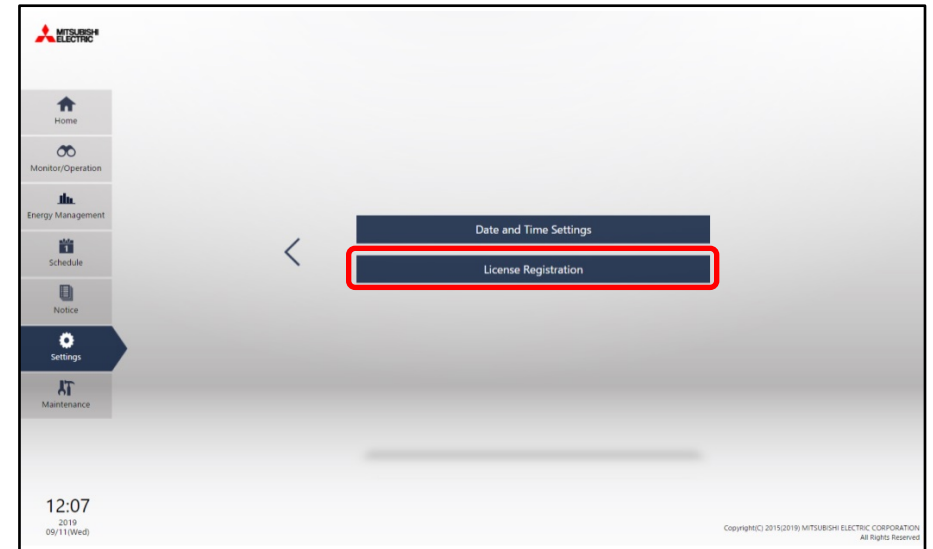 MITSUBISHI
ELECTRIC
Home
Monitor/Operation
Energy Management
1
Schedule
Notice
Settings
Maintenance
Date and Time Settings
License Registration
12:07
2019
09/11(Wed)
Copyright(C) 2015(2019) MITSUBISHI ELECTRIC CORPORATION
All Rights Reserved